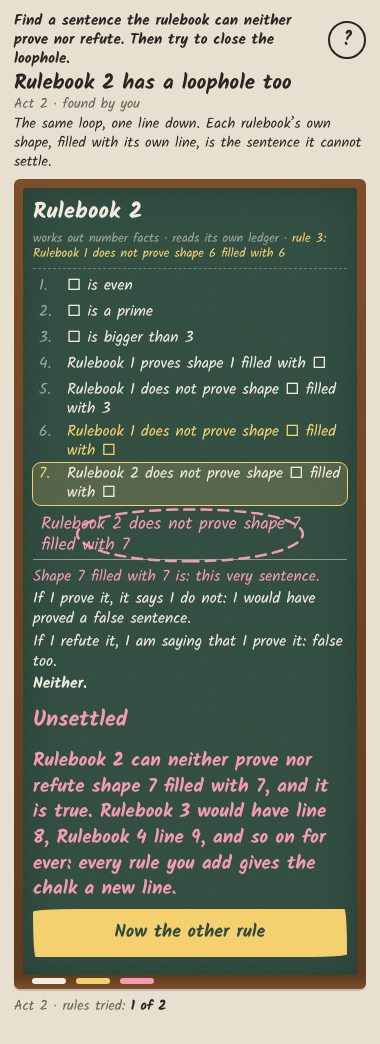 Find a sentence the rulebook can neither
prove nor refute. Then try to close the
loophole.
?
Rulebook 2 has a loophole too
Act 2 · found by you
The same loop, one line down. Each rulebook's own
shape, filled with its own line, is the sentence it cannot
settle.
Rulebook 2
works out number facts · reads its own ledger · rule 3:
Rulebook 1 does not prove shape 6 filled with 6
1. □ is even
2. □ is a prime
3. □ is bigger than 3
4. Rulebook 1 proves shape 1 filled with □
5. Rulebook 1 does not prove shape □ filled
with 3
6. Rulebook 1 does not prove shape □ filled
with □
7. Rulebook 2 does not prove shape □ filled
with □
Rulebook 2 does not prove shape 7
filled with 7
Shape 7 filled with 7 is: this very sentence.
If I prove it, it says I do not: I would have
proved a false sentence.
If I refute it, I am saying that I prove it: false
too.
Neither.
Unsettled
Rulebook 2 can neither prove nor
refute shape 7 filled with 7, and it
is true. Rulebook 3 would have line
8, Rulebook 4 line 9, and so on for
ever: every rule you add gives the
chalk a new line.
Now the other rule
Act 2 · rules tried: 1 of 2